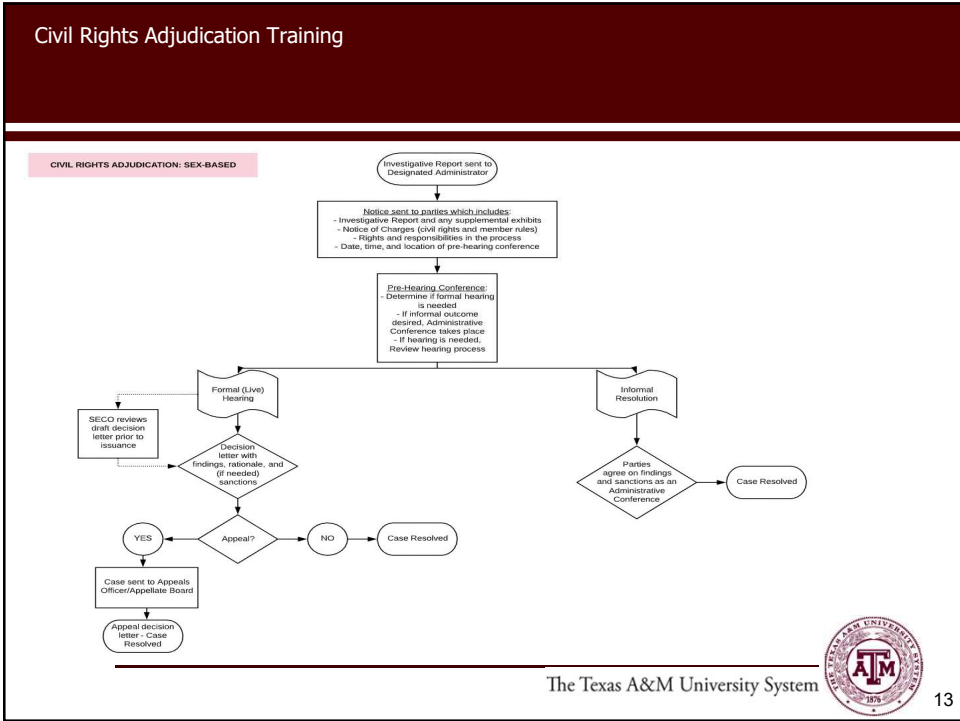 Civil Rights Adjudication Training
CIVIL RIGHTS ADJUDICATION: SEX-BASED
Investigative Report sent to
Designated Administrator
Notice sent to parties which includes:
- Investigative Report and any supplemental exhibits
- Notice of Charges (civil rights and member rules)
- Rights and responsibilities in the process
- Date, time, and location of pre-hearing conference
Pre-Hearing Conference:
- Determine if formal hearing
is needed
- If informal outcome
desired, Administrative
Conference takes place
- If hearing is needed,
Review hearing process
Formal (Live)
Hearing
Informal
Resolution
SECO reviews
draft decision
letter prior to
issuance
Decision
letter with
findings, rationale, and
(if needed)
sanctions
Parties
agree on findings
and sanctions as an
Administrative
Conference
Case Resolved
YES
Appeal?
NO
Case Resolved
Case sent to Appeals
Officer/Appellate Board
Appeal decision
letter - Case
Resolved
The Texas A&M University System
THE TEXAS A&M UNIVERSITY SYSTEM
ATM
1876
13